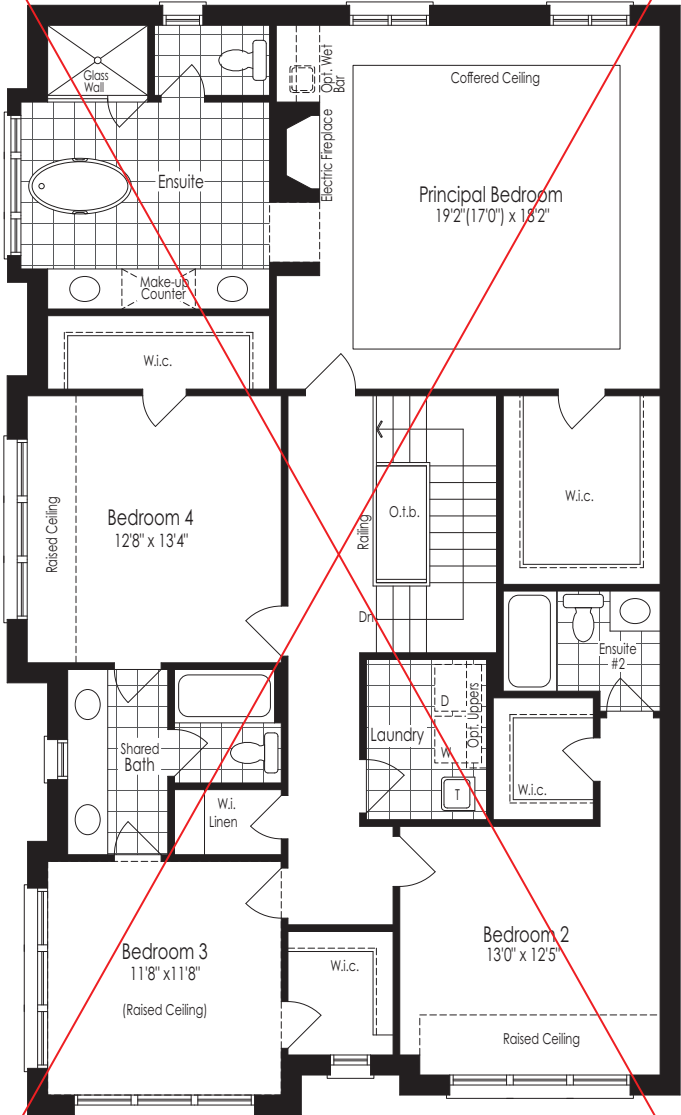 Glass
Wall
Opt. Wet
Bar
Coffered Ceiling
Electric Fireplace
Ensuite
Principal Bedroom
19'2"(17'0") x 18'2"
Make-up
Counter
W.i.c.
Raised Ceiling
Bedroom 4
12'8" x 13'4"
Railing
O.t.b.
W.i.c.
Dn
Ensuite
#2
Laundry
D
W
Opt. Uppers
T
W.i.c.
Shared
Bath
W.i.
Linen
Bedroom 3
11'8" x11'8"
(Raised Ceiling)
W.i.c.
Bedroom 2
13'0" x 12'5"
Raised Ceiling